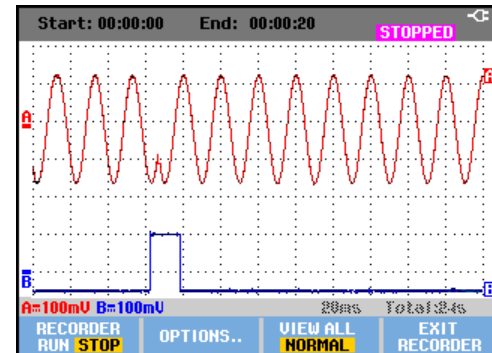 Start: 00:00:00 End: 00:00:20
STOPPED
A
B
A=100mV B=100mV 20ms Total:24s
RECORDER RUN STOP
OPTIONS..
VIEW ALL NORMAL
EXIT RECORDER